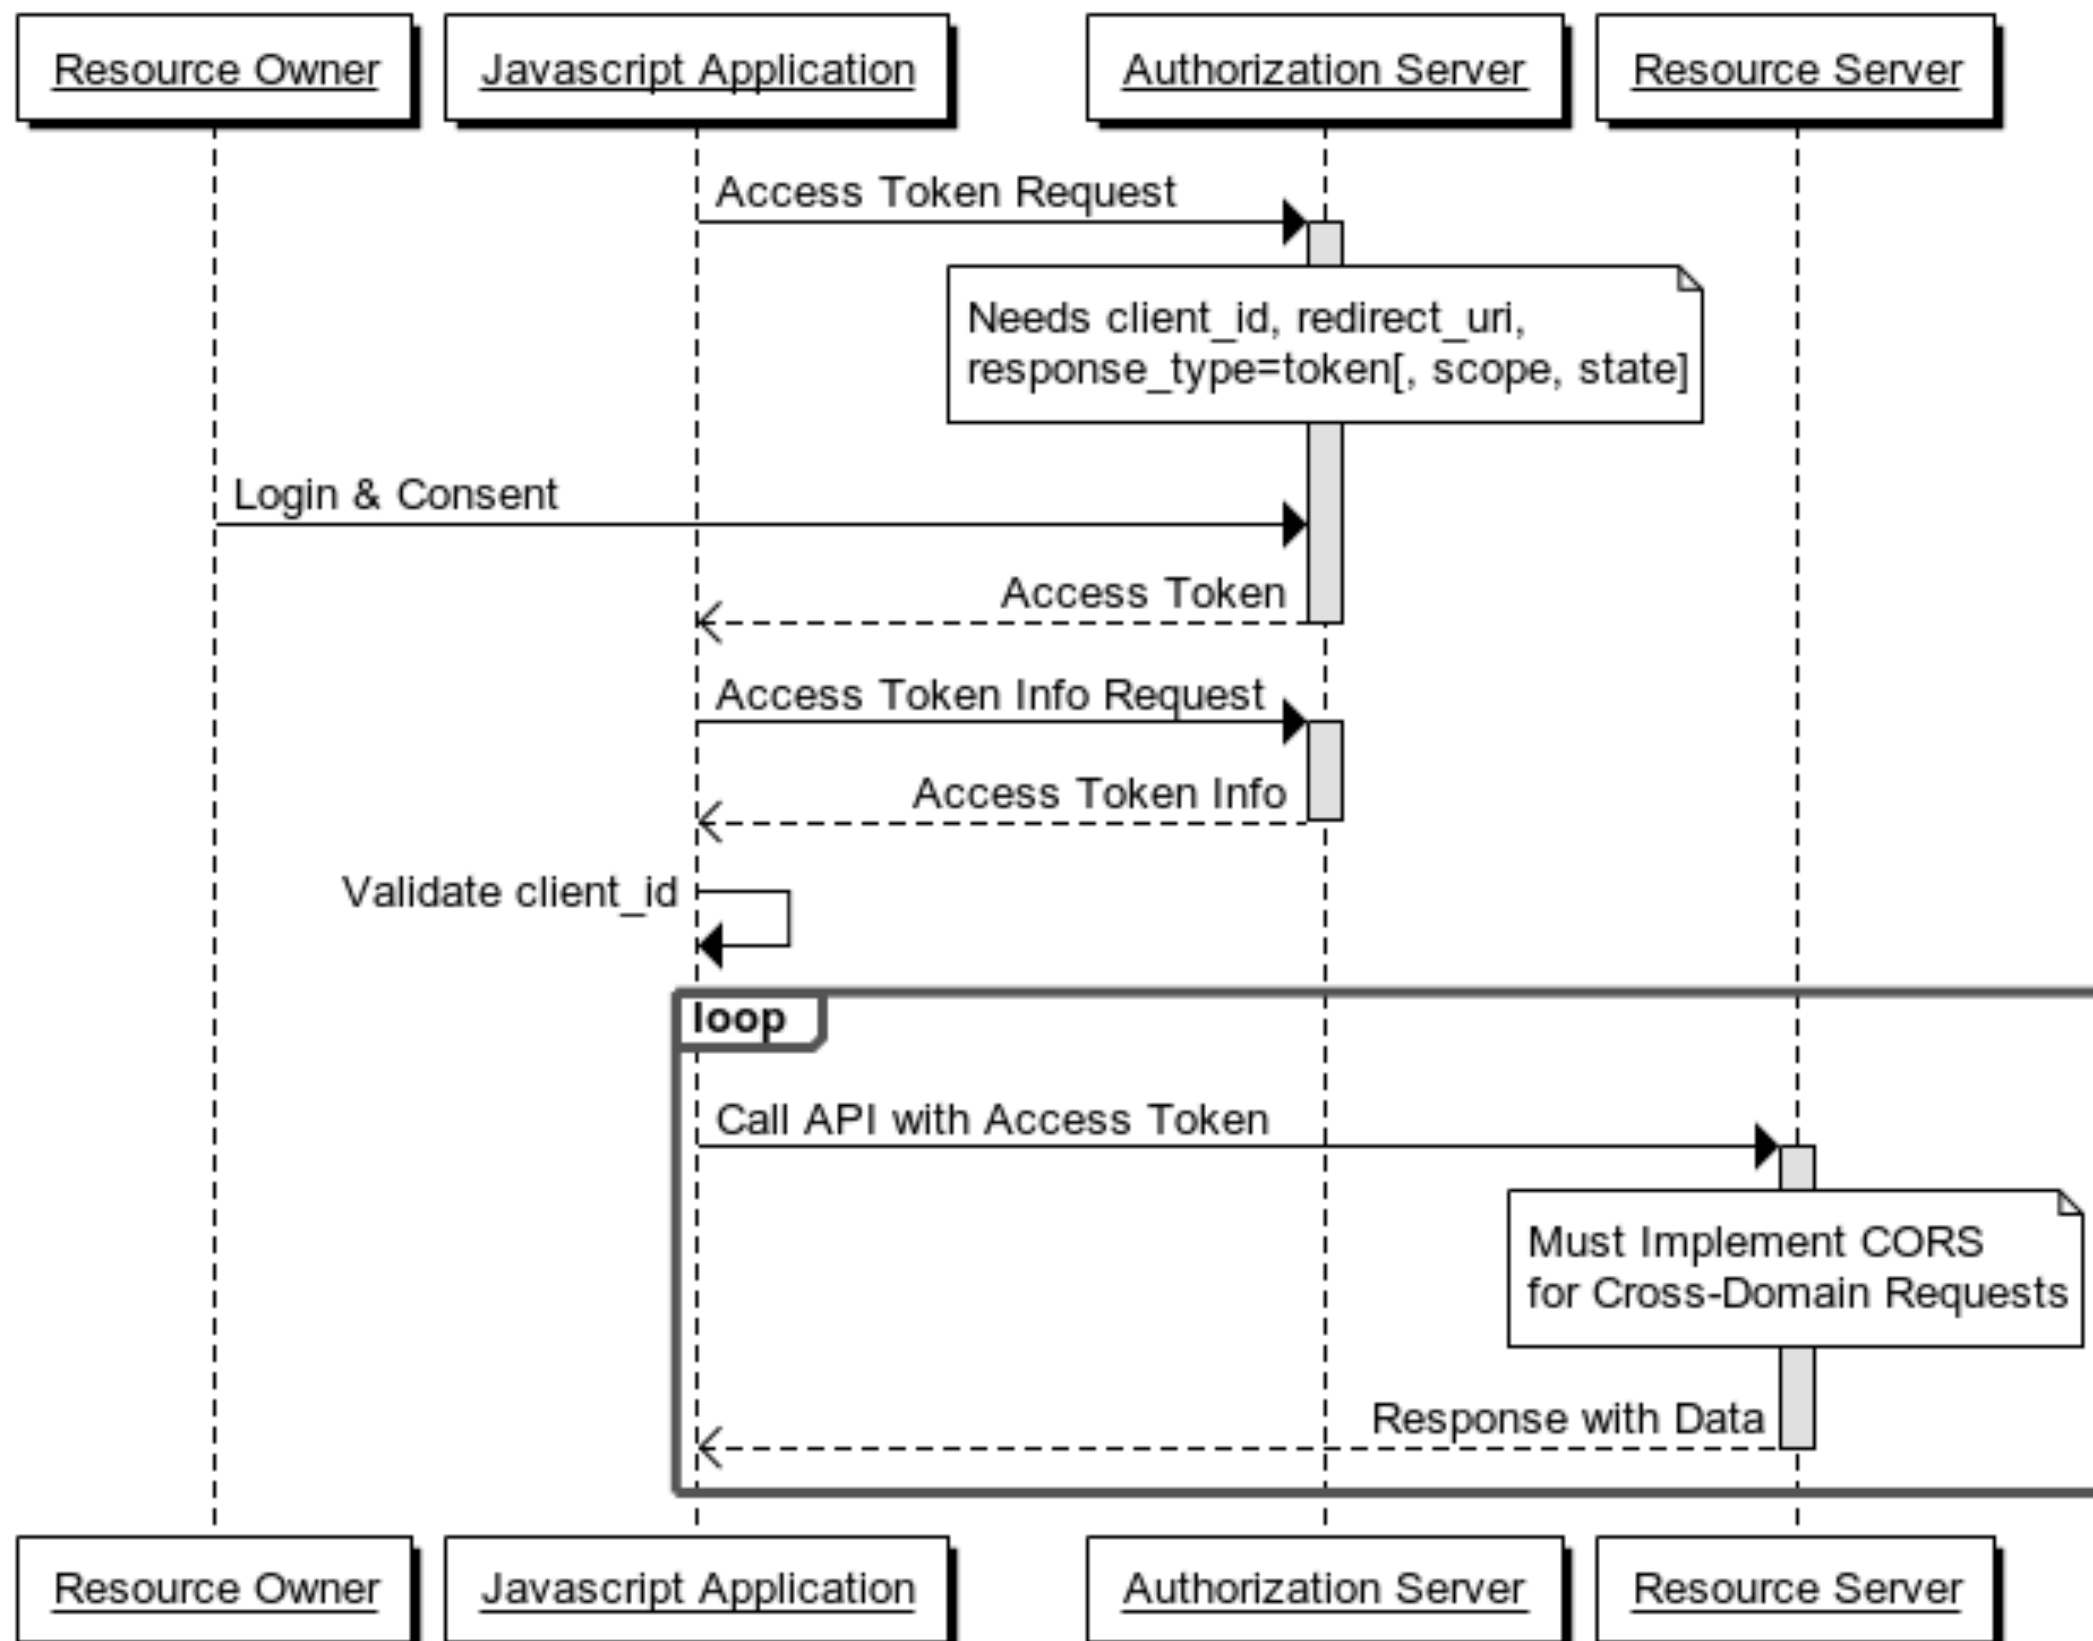 Resource Owner
Javascript Application
Authorization Server
Resource Server
Access Token Request
Needs client_id, redirect_uri,
response_type=token[, scope, state]
Login & Consent
Access Token
Access Token Info Request
Access Token Info
Validate client_id
loop
Call API with Access Token
Must Implement CORS
for Cross-Domain Requests
Response with Data
Resource Owner
Javascript Application
Authorization Server
Resource Server